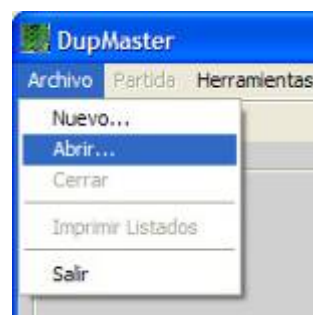 DupMaster
Archivo Partida Herramientas
Nuevo...
Abrir...
Cerrar
Imprimir Listados
Salir